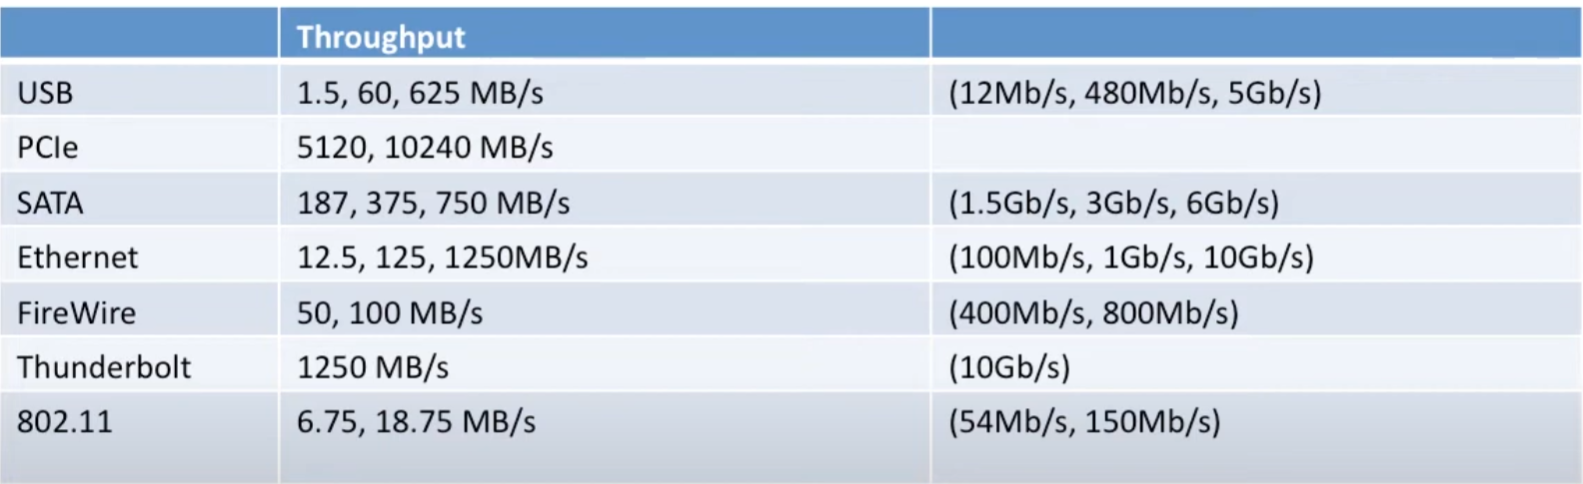 Throughput
USB 1.5, 60, 625 MB/s (12Mb/s, 480Mb/s, 5Gb/s)
PCIe 5120, 10240 MB/s
SATA 187, 375, 750 MB/s (1.5Gb/s, 3Gb/s, 6Gb/s)
Ethernet 12.5, 125, 1250MB/s (100Mb/s, 1Gb/s, 10Gb/s)
FireWire 50, 100 MB/s (400Mb/s, 800Mb/s)
Thunderbolt 1250 MB/s (10Gb/s)
802.11 6.75, 18.75 MB/s (54Mb/s, 150Mb/s)